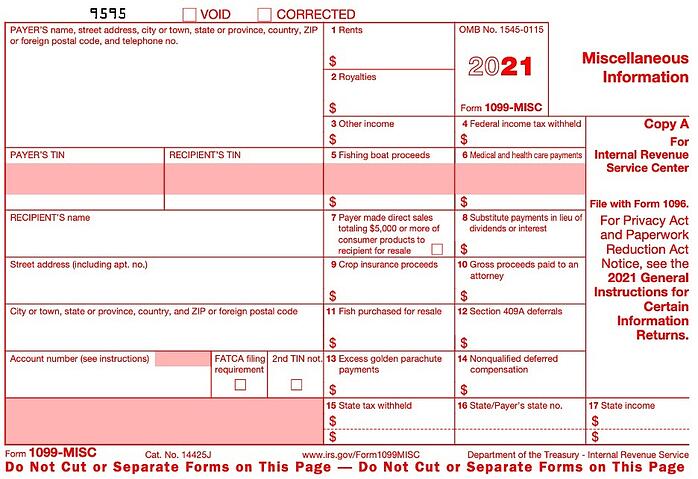 9595
VOID
CORRECTED
PAYER'S name, street address, city or town, state or province, country, ZIP
or foreign postal code, and telephone no.
1 Rents
$
2 Royalties
$
OMB No. 1545-0115
2021
Form 1099-MISC
Miscellaneous
Information
3 Other income
$
4 Federal income tax withheld
$
Copy A
For
Internal Revenue
Service Center
File with Form 1096.
For Privacy Act
and Paperwork
Reduction Act
Notice, see the
2021 General
Instructions for
Certain
Information
Returns.
PAYER'S TIN
RECIPIENT'S TIN
5 Fishing boat proceeds
$
6 Medical and health care payments
$
RECIPIENT'S name
7 Payer made direct sales
totaling $5,000 or more of
consumer products to
recipient for resale
8 Substitute payments in lieu of
dividends or interest
$
Street address (including apt. no.)
9 Crop insurance proceeds
$
10 Gross proceeds paid to an
attorney
$
City or town, state or province, country, and ZIP or foreign postal code
11 Fish purchased for resale
$
12 Section 409A deferrals
$
Account number (see instructions)
FATCA filing
requirement
2nd TIN not.
13 Excess golden parachute
payments
$
14 Nonqualified deferred
compensation
$
15 State tax withheld
$
$
16 State/Payer's state no.
17 State income
$
$
Form 1099-MISC
Cat. No. 14425J
www.irs.gov/Form1099MISC
Department of the Treasury - Internal Revenue Service
Do Not Cut or Separate Forms on This Page — Do Not Cut or Separate Forms on This Page